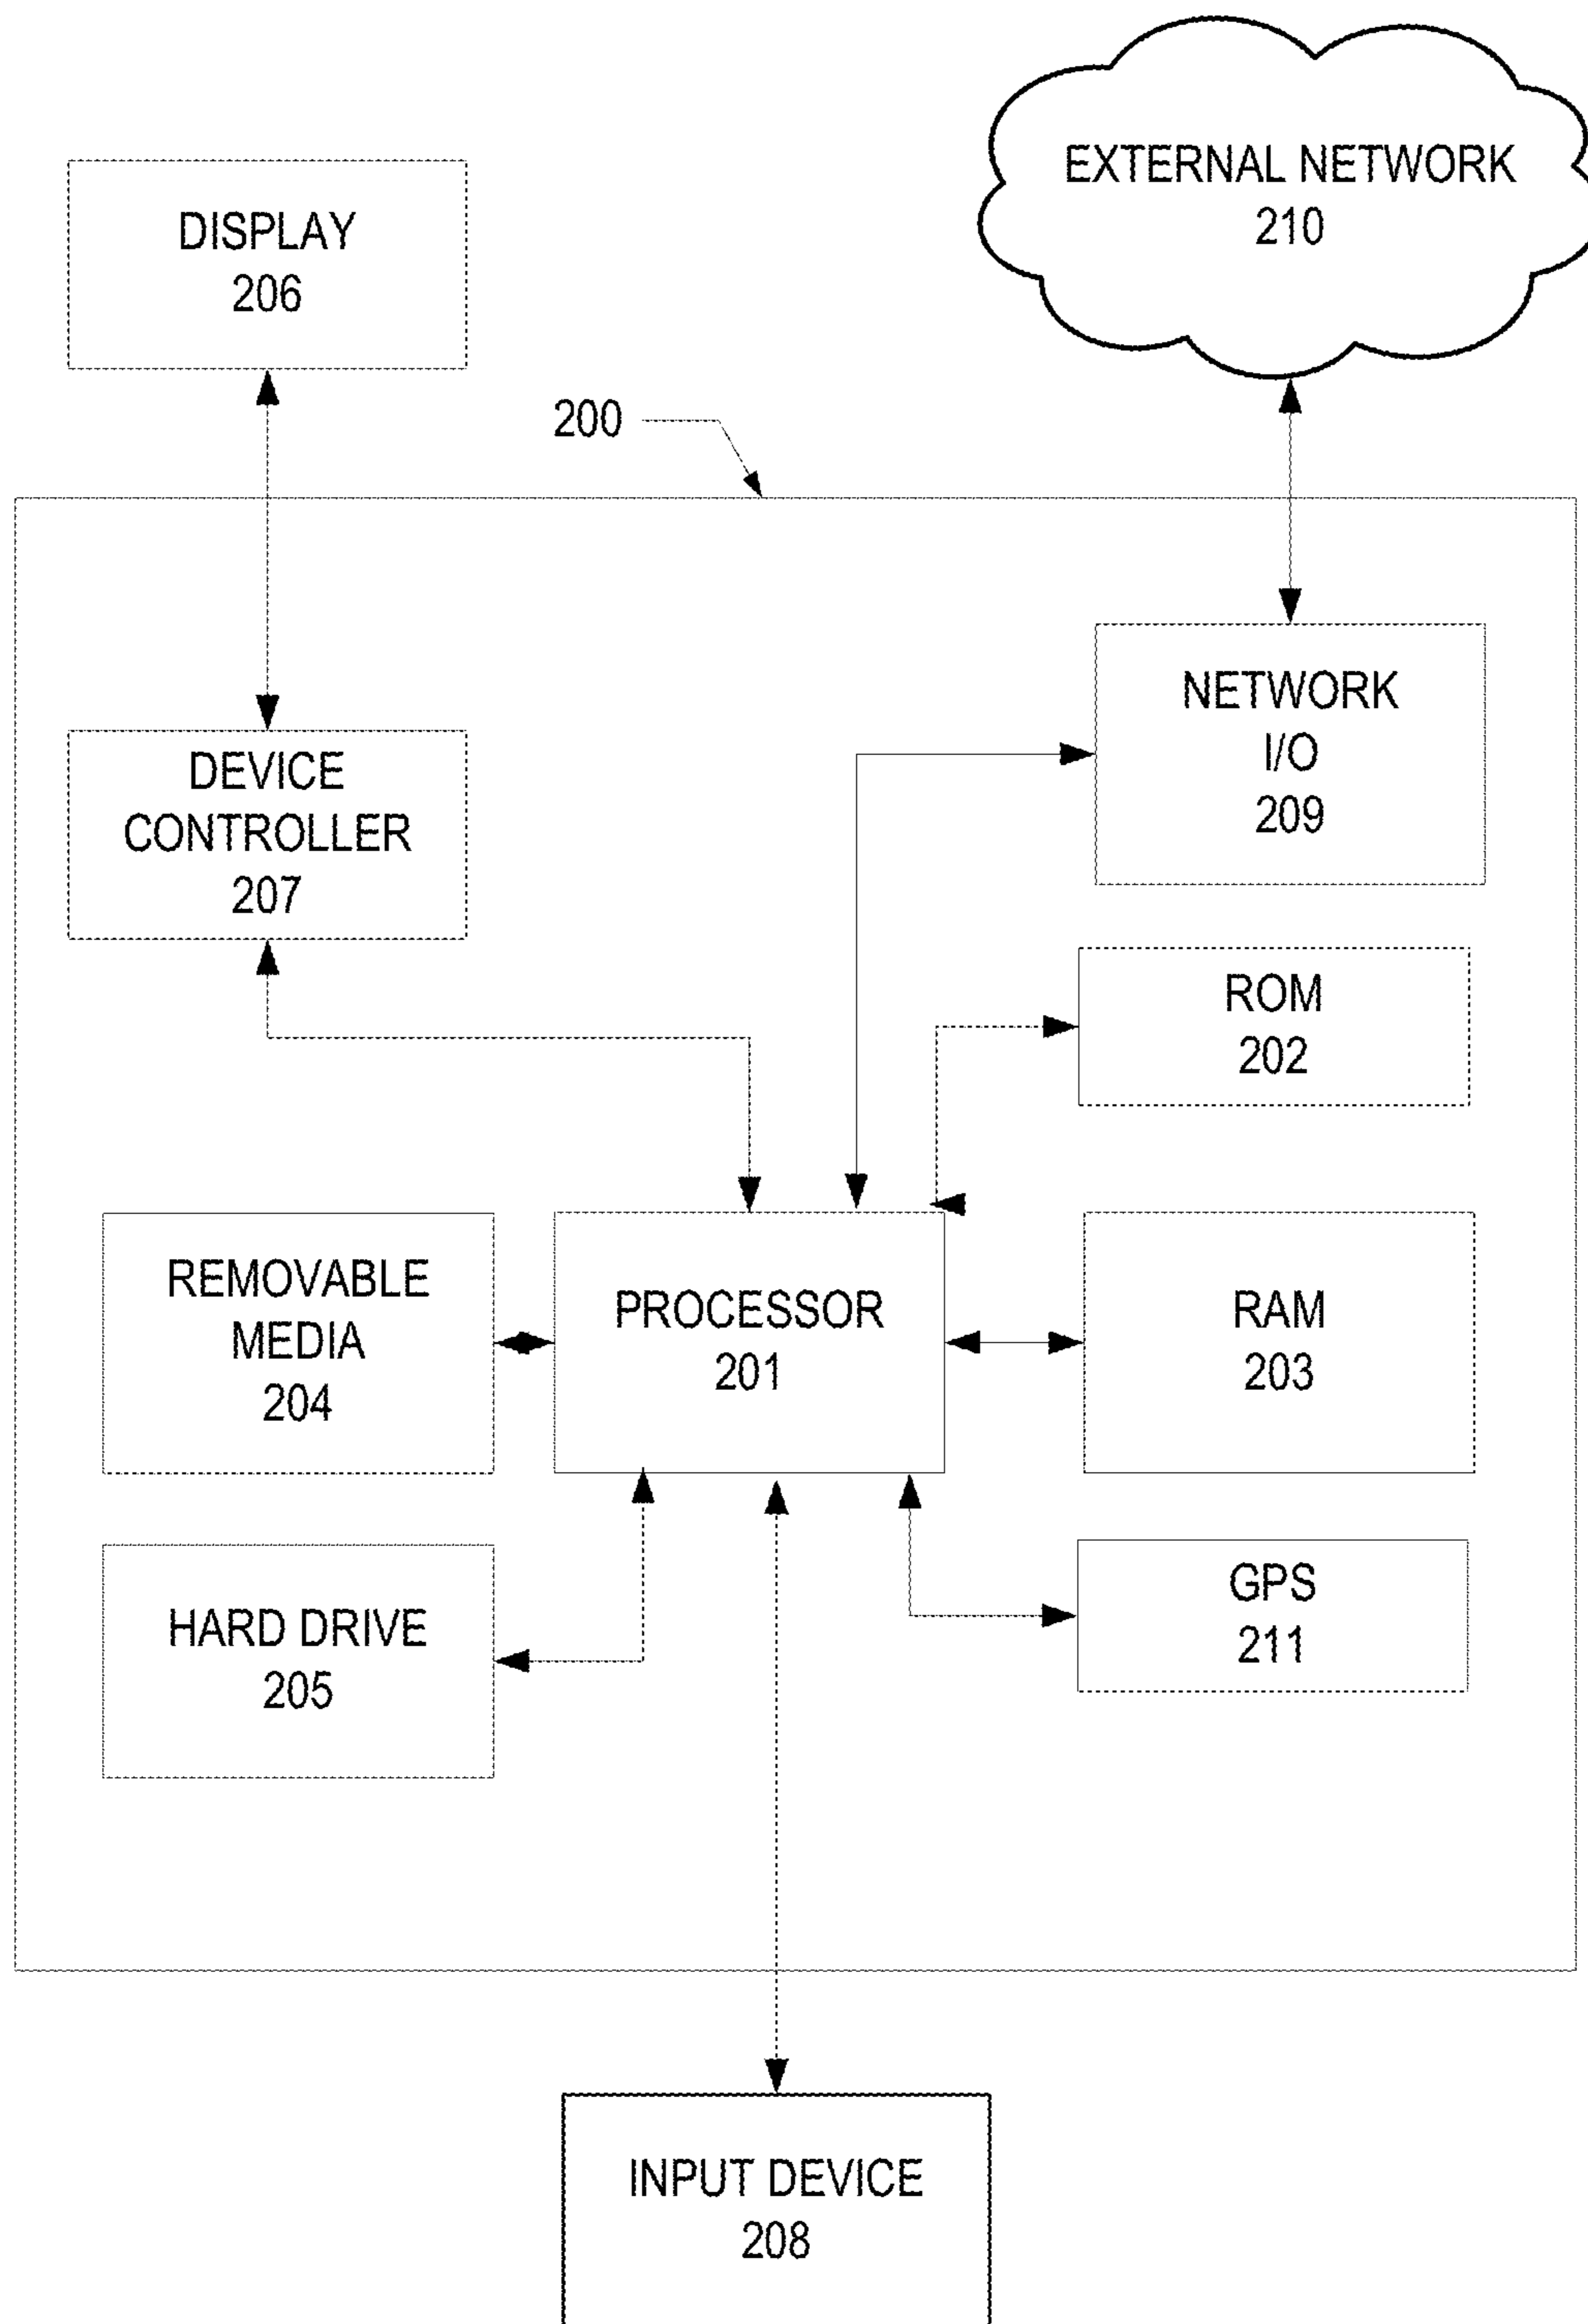 EXTERNAL NETWORK
210
DISPLAY
206
200
NETWORK
I/O
209
DEVICE
CONTROLLER
207
ROM
202
REMOVABLE
MEDIA
204
PROCESSOR
201
RAM
203
HARD DRIVE
205
GPS
211
INPUT DEVICE
208